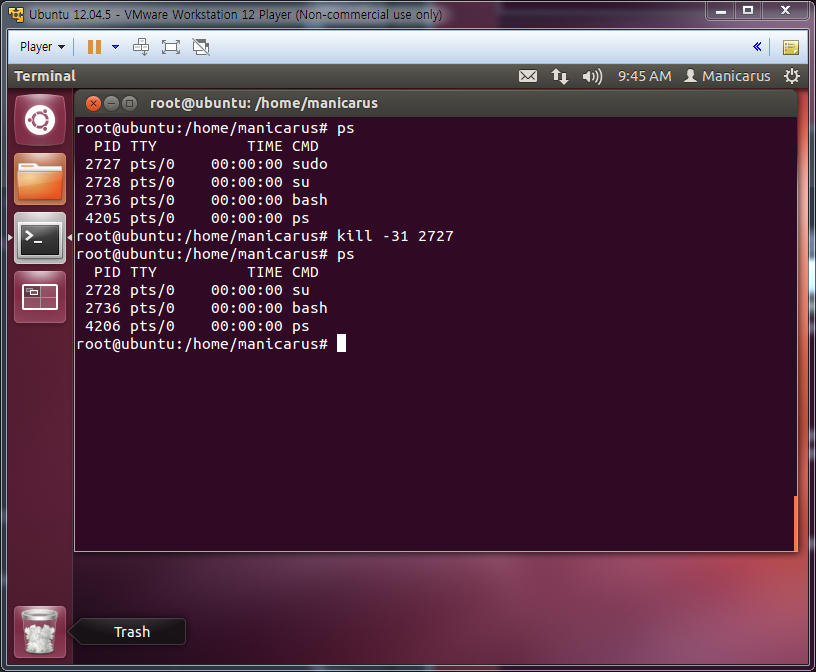 Ubuntu 12.04.5 - VMware Workstation 12 Player (Non-commercial use only)
Player
Terminal
9:45 AM Manicarus
root@ubuntu: /home/manicarus
root@ubuntu:/home/manicarus# ps
  PID TTY          TIME CMD
 2727 pts/0    00:00:00 sudo
 2728 pts/0    00:00:00 su
 2736 pts/0    00:00:00 bash
 4205 pts/0    00:00:00 ps
root@ubuntu:/home/manicarus# kill -31 2727
root@ubuntu:/home/manicarus# ps
  PID TTY          TIME CMD
 2728 pts/0    00:00:00 su
 2736 pts/0    00:00:00 bash
 4206 pts/0    00:00:00 ps
root@ubuntu:/home/manicarus#
Trash